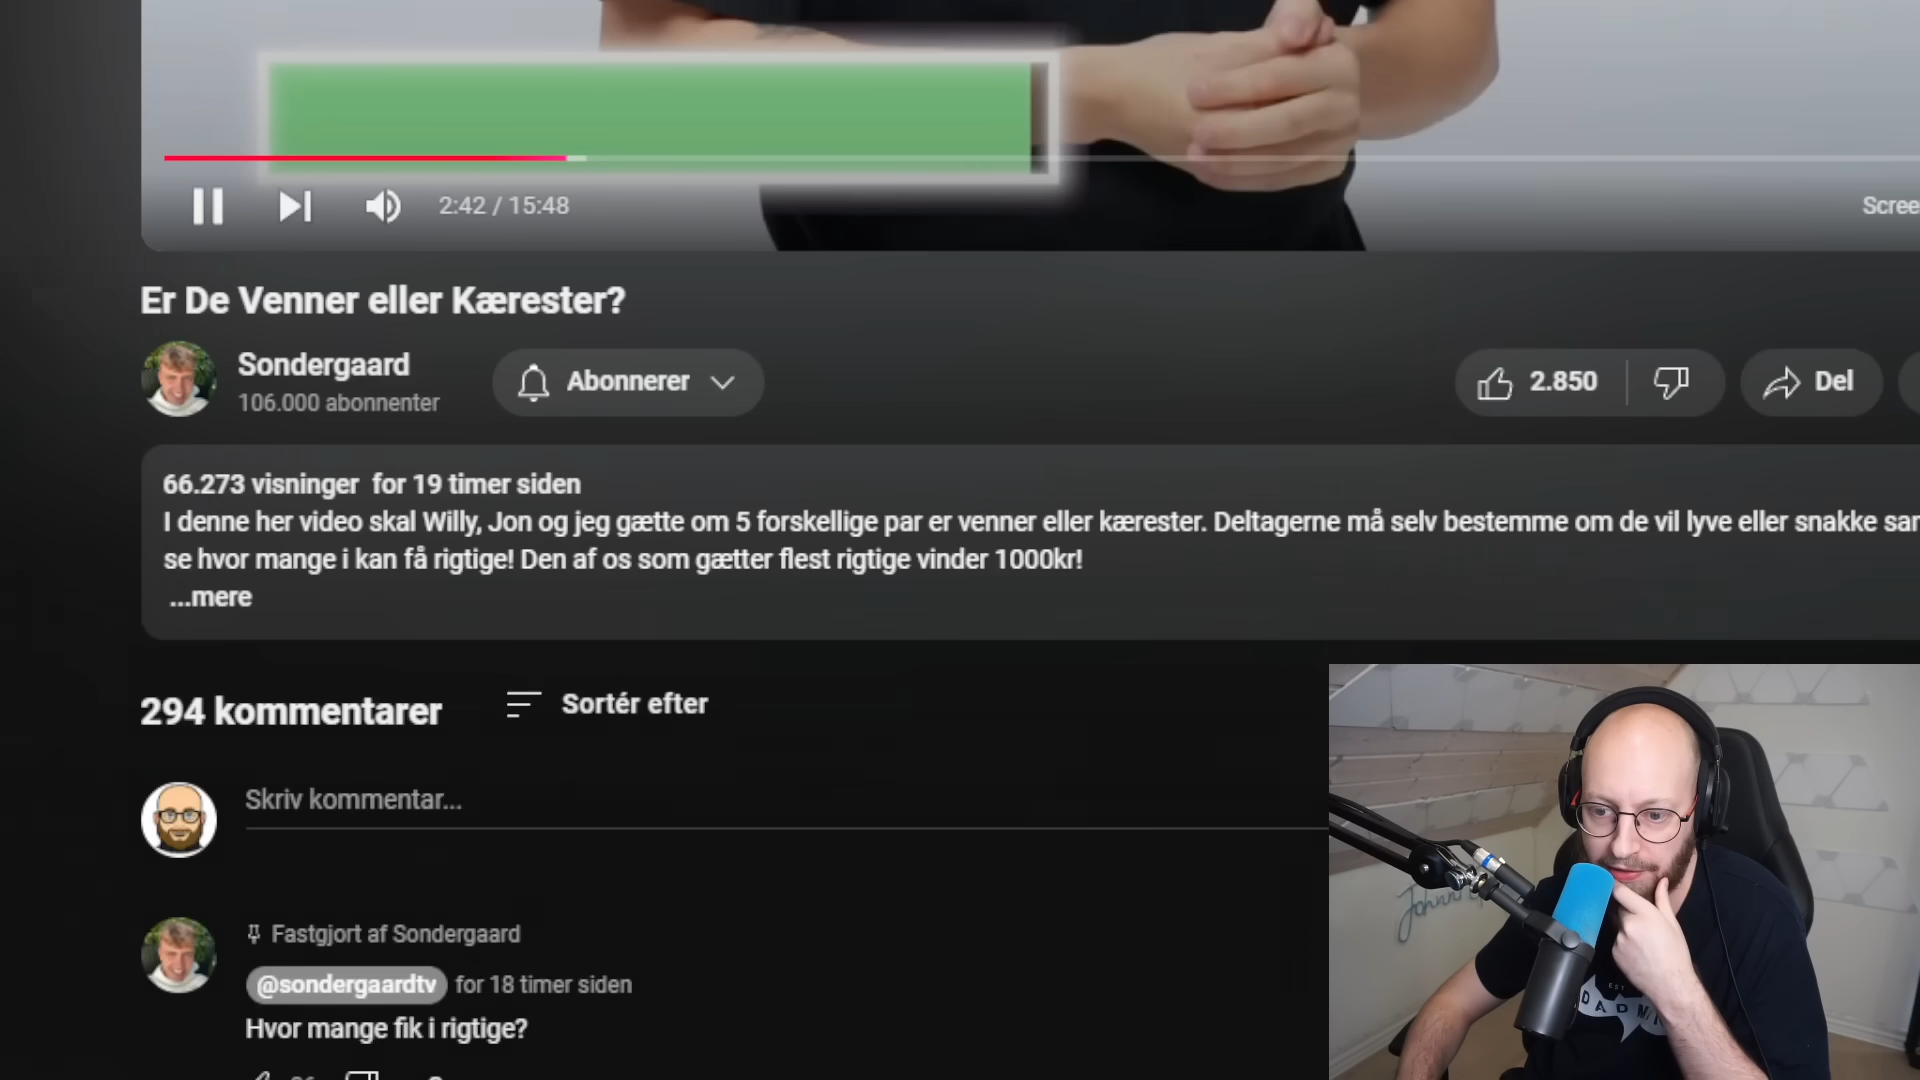 2:42 / 15:48
Scree
Er De Venner eller Kærester?
Sondergaard
106.000 abonnenter
Abonnerer
2.850
Del
66.273 visninger for 19 timer siden
I denne her video skal Willy, Jon og jeg gætte om 5 forskellige par er venner eller kærester. Deltagerne må selv bestemme om de vil lyve eller snakke san
se hvor mange i kan få rigtige! Den af os som gætter flest rigtige vinder 1000kr!
...mere
294 kommentarer
Sortér efter
Skriv kommentar...
Fastgjort af Sondergaard
@sondergaardtv for 18 timer siden
Hvor mange fik i rigtige?
EST